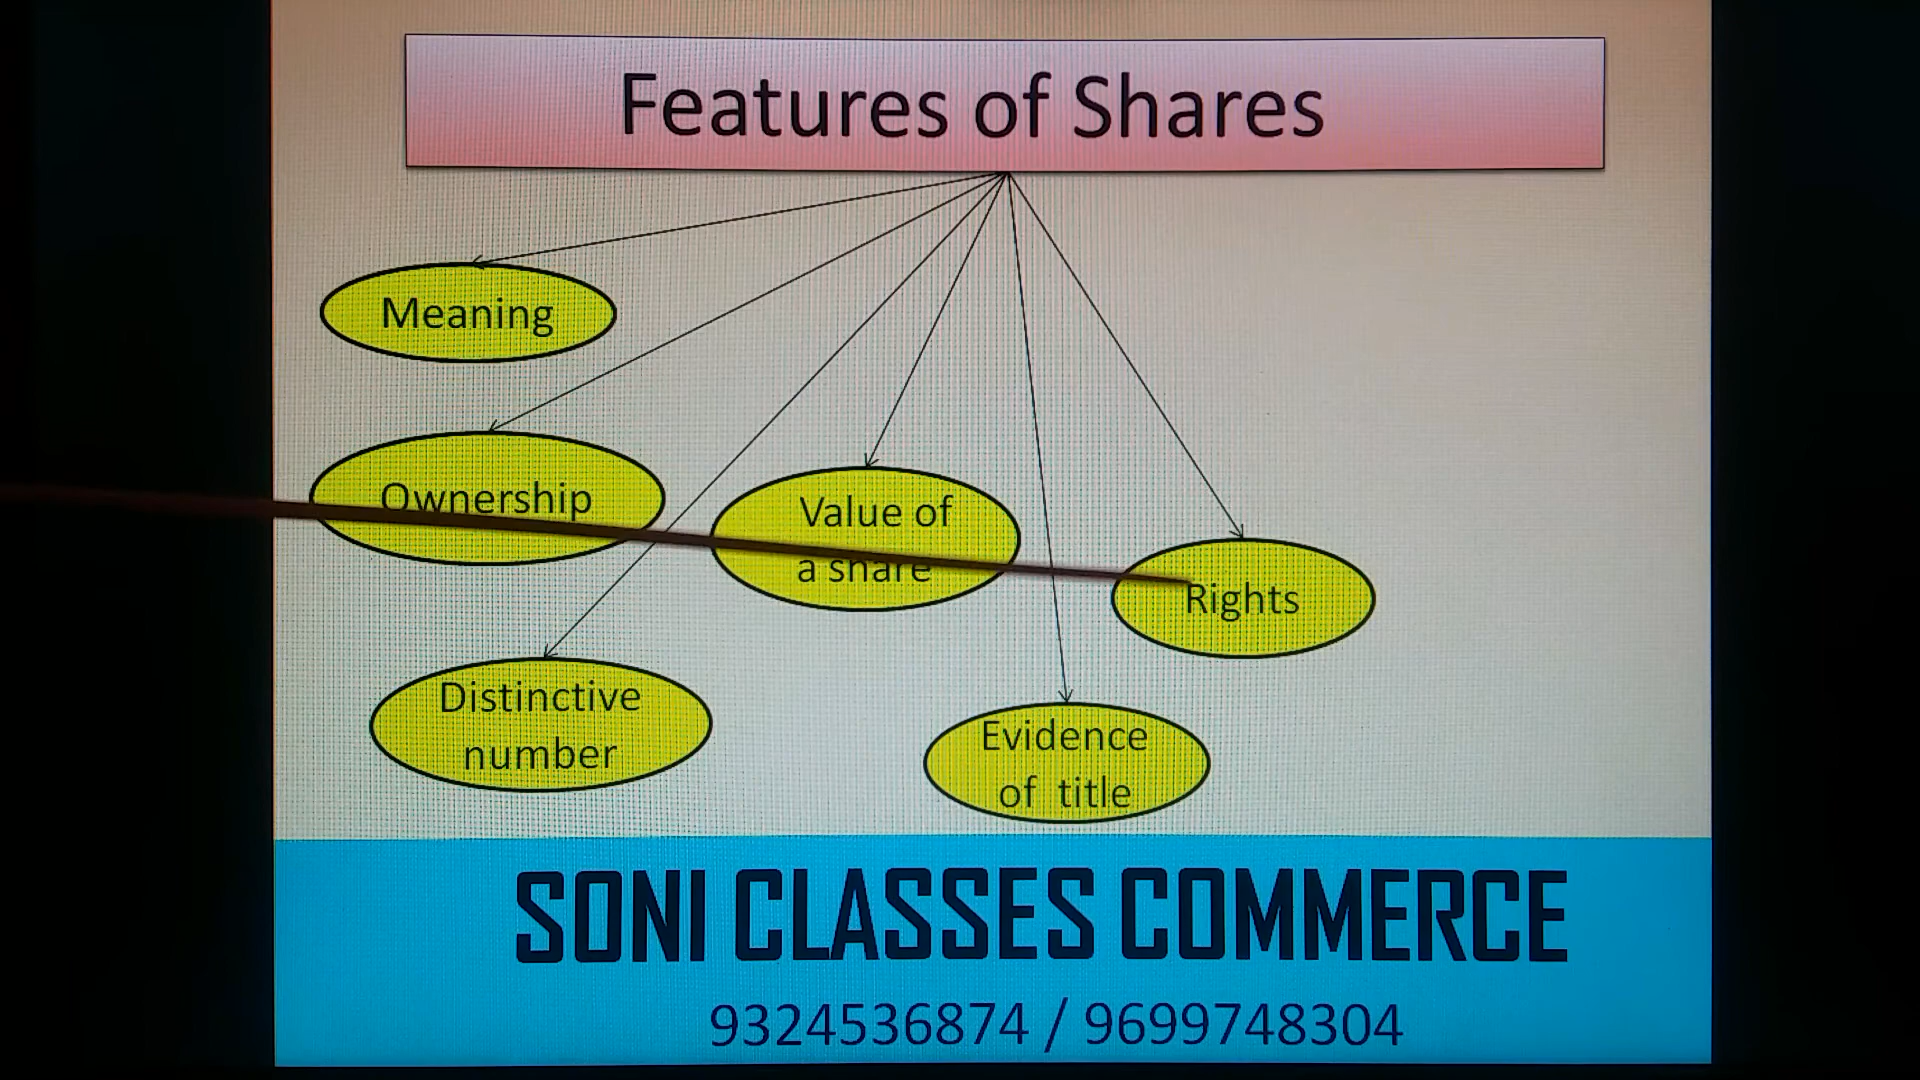 Features of Shares
Meaning
Ownership
Value of
a share
Rights
Distinctive
number
Evidence
of title
SONI CLASSES COMMERCE
9324536874 / 9699748304